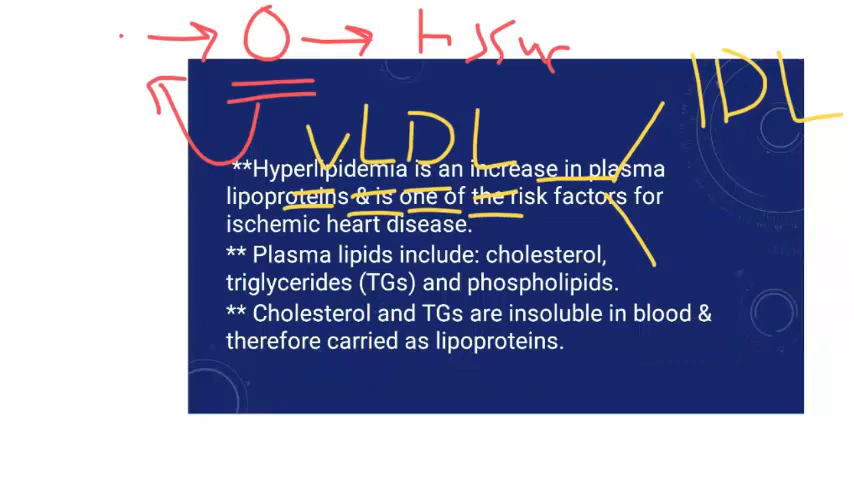 Tissue
IDL
VLDL
**Hyperlipidemia is an increase in plasma
lipoproteins & is one of the risk factors for
ischemic heart disease.
** Plasma lipids include: cholesterol,
triglycerides (TGs) and phospholipids.
** Cholesterol and TGs are insoluble in blood &
therefore carried as lipoproteins.